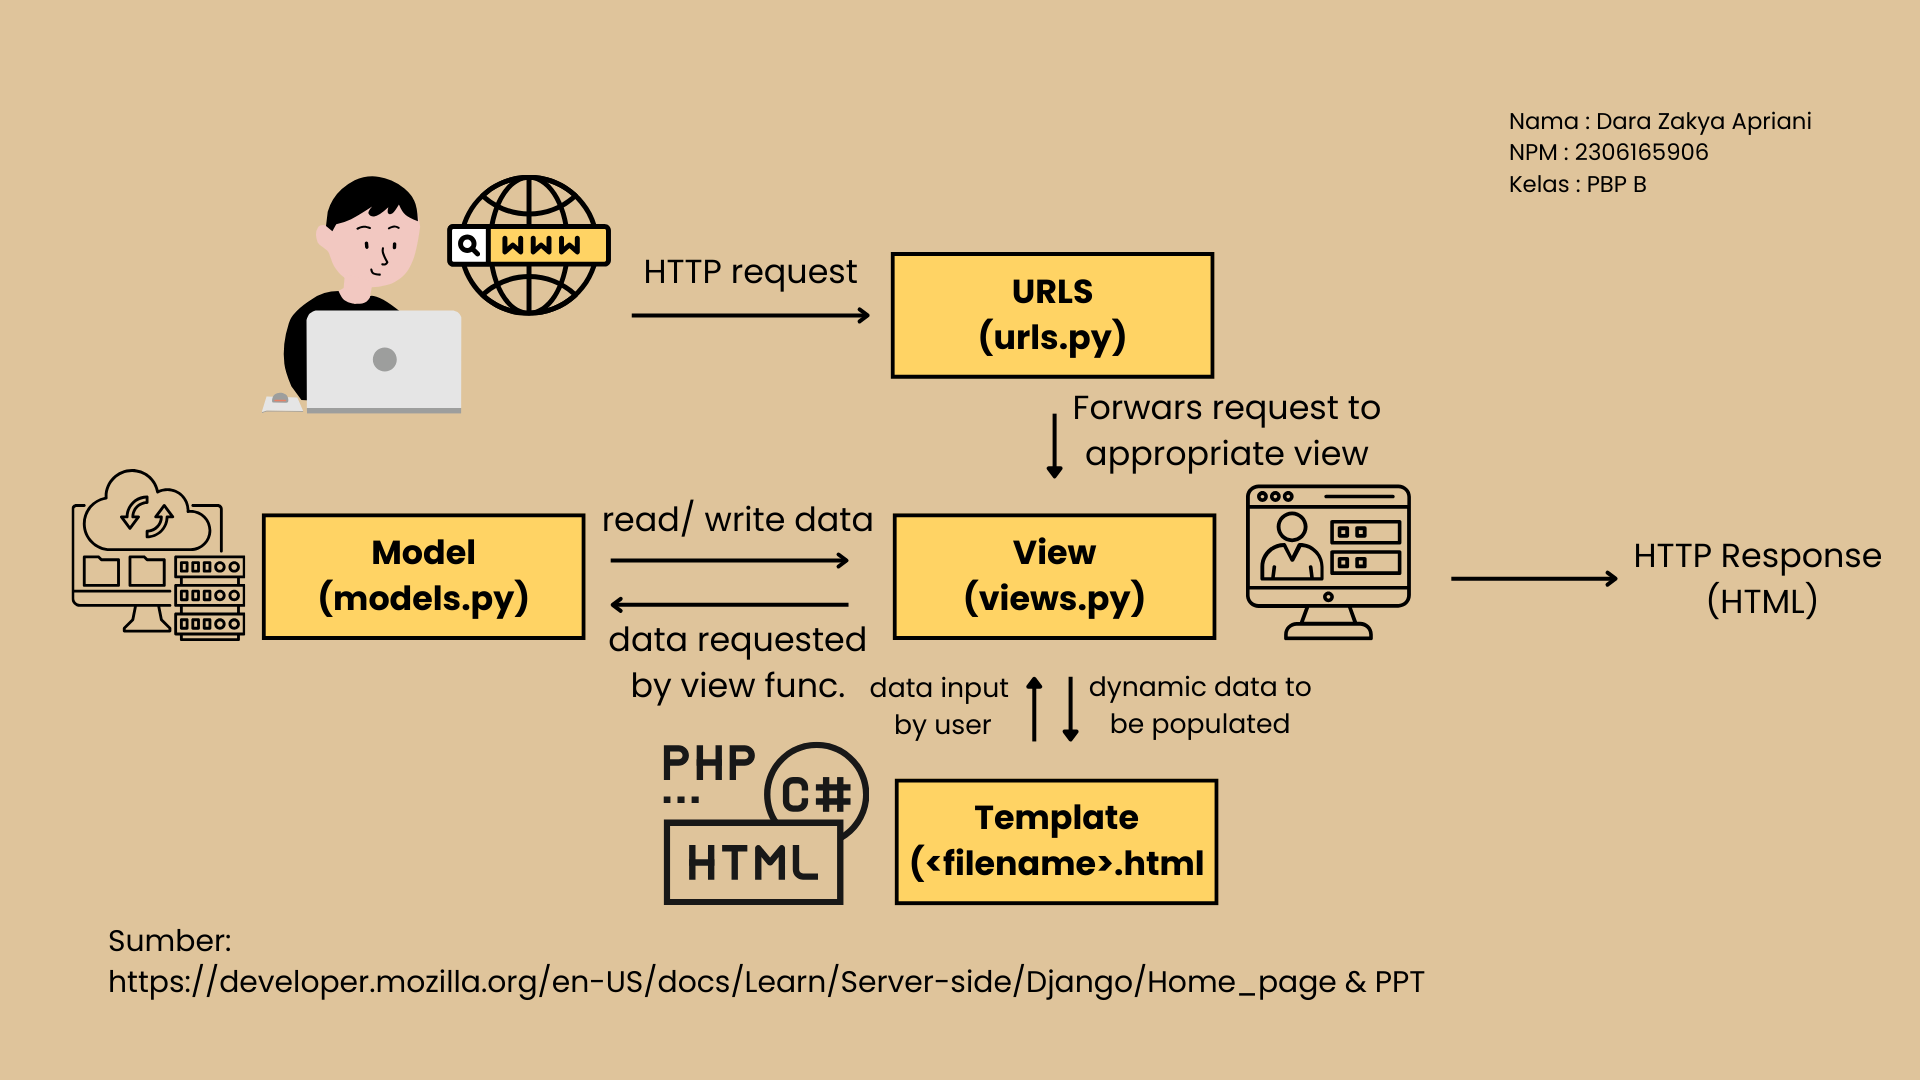 Nama : Dara Zakya Apriani
NPM : 2306165906
Kelas : PBP B
WWW
HTTP request
URLS
(urls.py)
Forwars request to
appropriate view
Model
(models.py)
read/ write data
data requested
by view func.
View
(views.py)
HTTP Response
(HTML)
data input
by user
dynamic data to
be populated
PHP
...
C#
HTML
Template
(<filename>.html
Sumber:
https://developer.mozilla.org/en-US/docs/Learn/Server-side/Django/Home_page & PPT